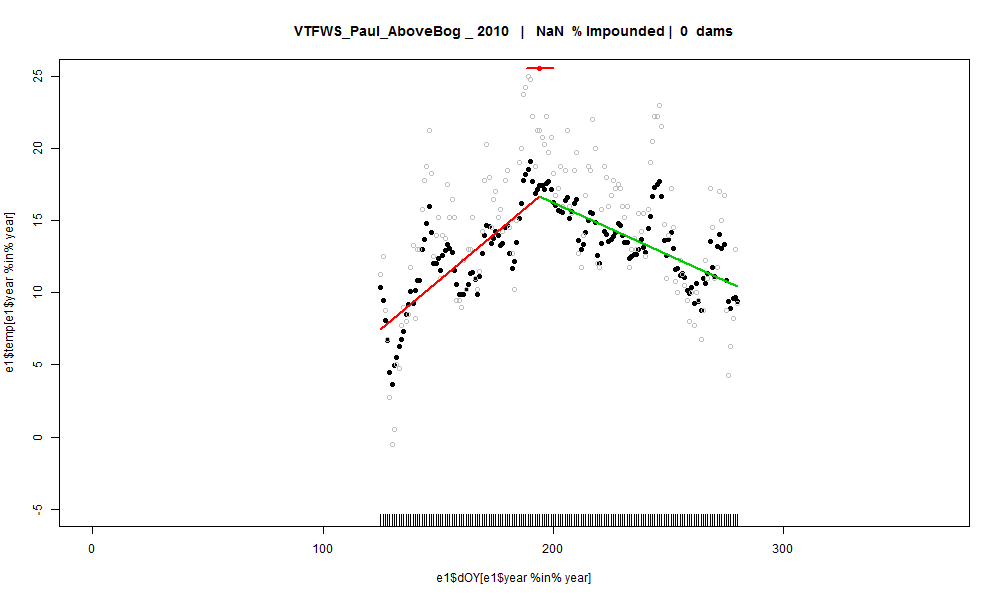 VTFWS_Paul_AboveBog _ 2010 | NaN % Impounded | 0 dams
e1$temp[e1$year %in% year]
25
20
15
10
5
0
-5
0 100 200 300
e1$dOY[e1$year %in% year]